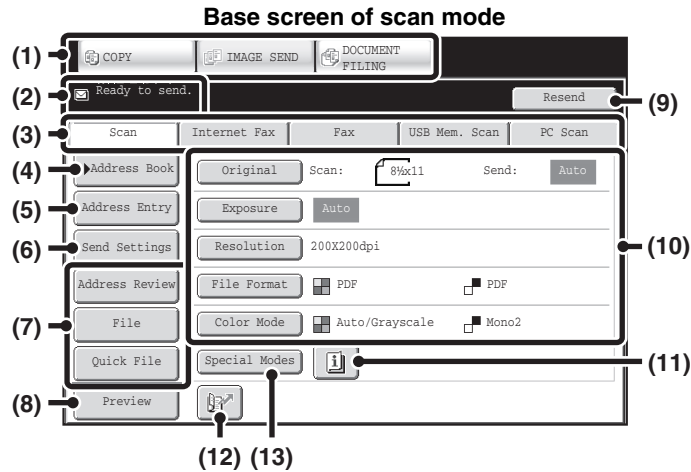 Base screen of scan mode
(1) COPY IMAGE SEND DOCUMENT
FILING
(2) Ready to send.
Resend (9)
(3) Scan Internet Fax Fax USB Mem. Scan PC Scan
(4) Address Book Original Scan: 8½x11 Send: Auto
(5) Address Entry Exposure Auto
(6) Send Settings Resolution 200X200dpi (10)
Address Review File Format PDF PDF
(7) File Color Mode Auto/Grayscale Mono2
Quick File Special Modes (11)
(8) Preview
(12) (13)